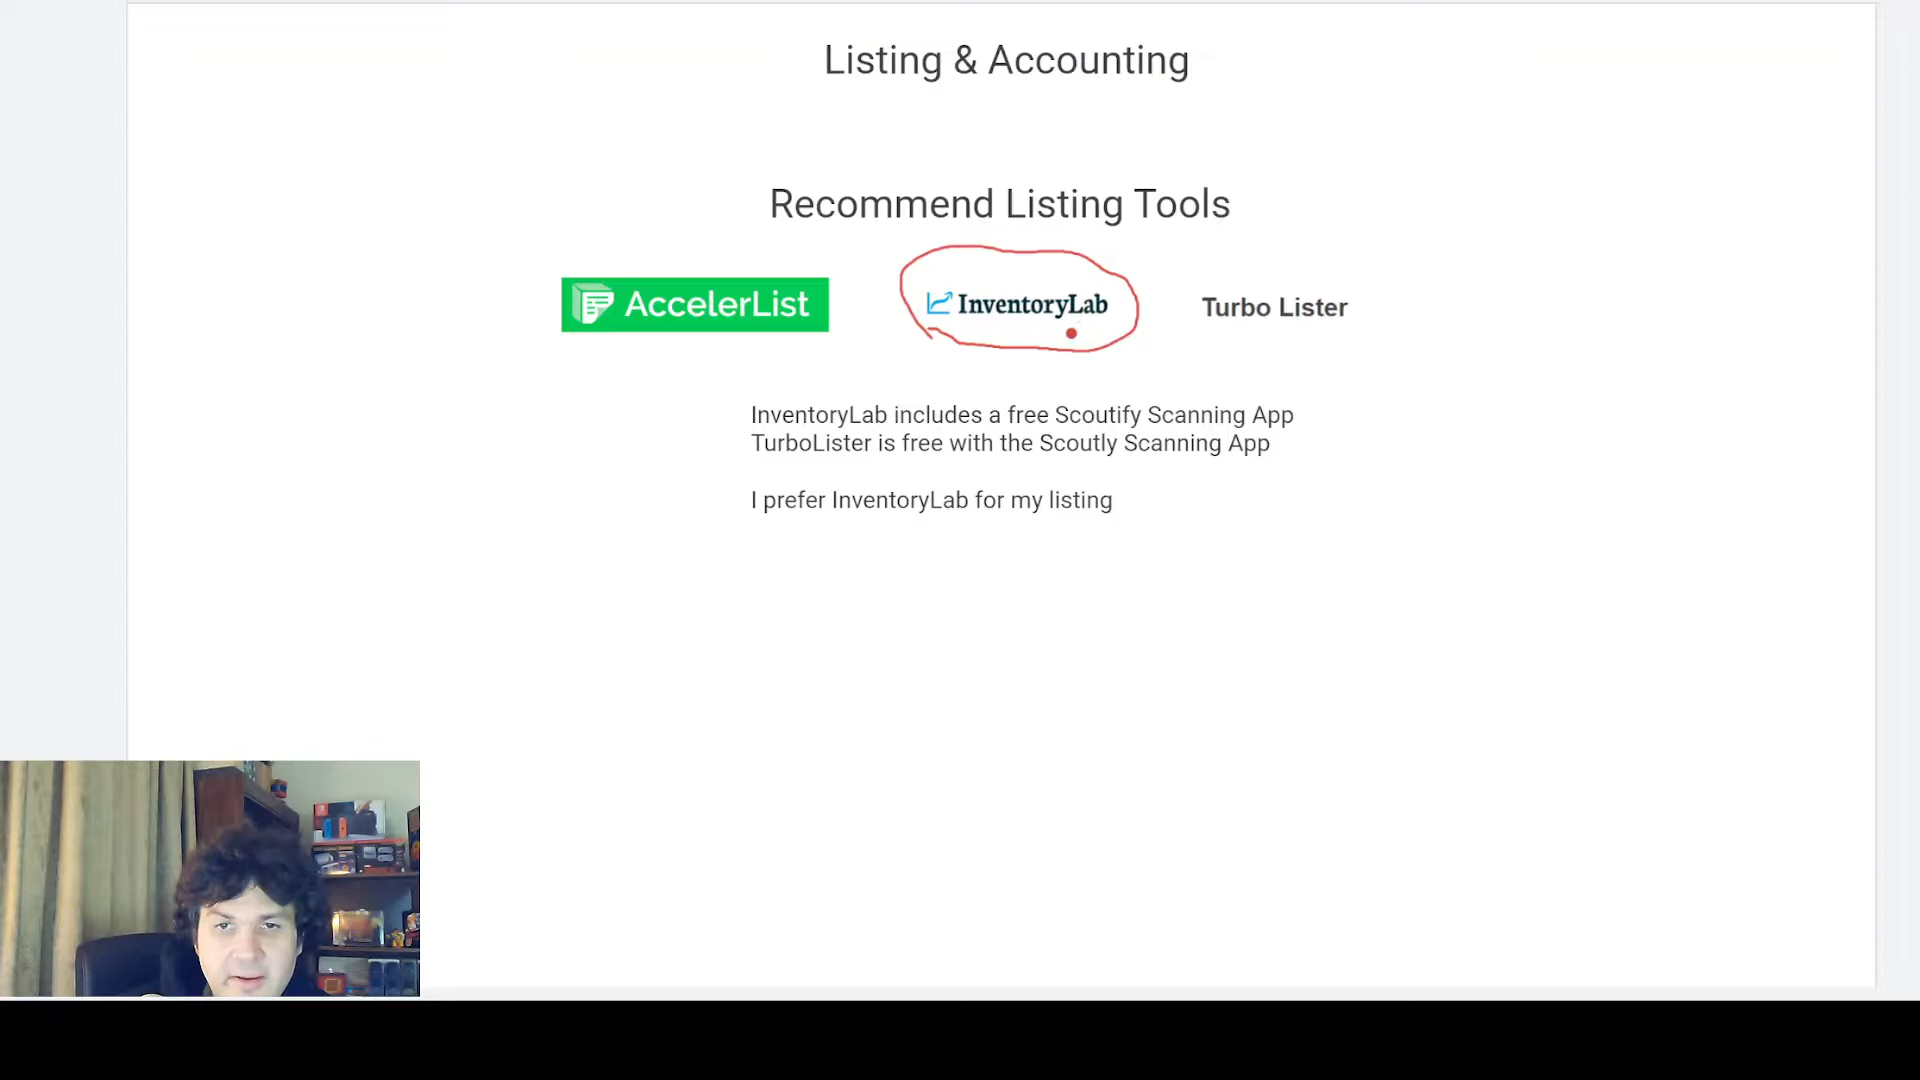 Listing & Accounting
Recommend Listing Tools
AccelerList
InventoryLab
Turbo Lister
InventoryLab includes a free Scoutify Scanning App
TurboLister is free with the Scoutly Scanning App
I prefer InventoryLab for my listing